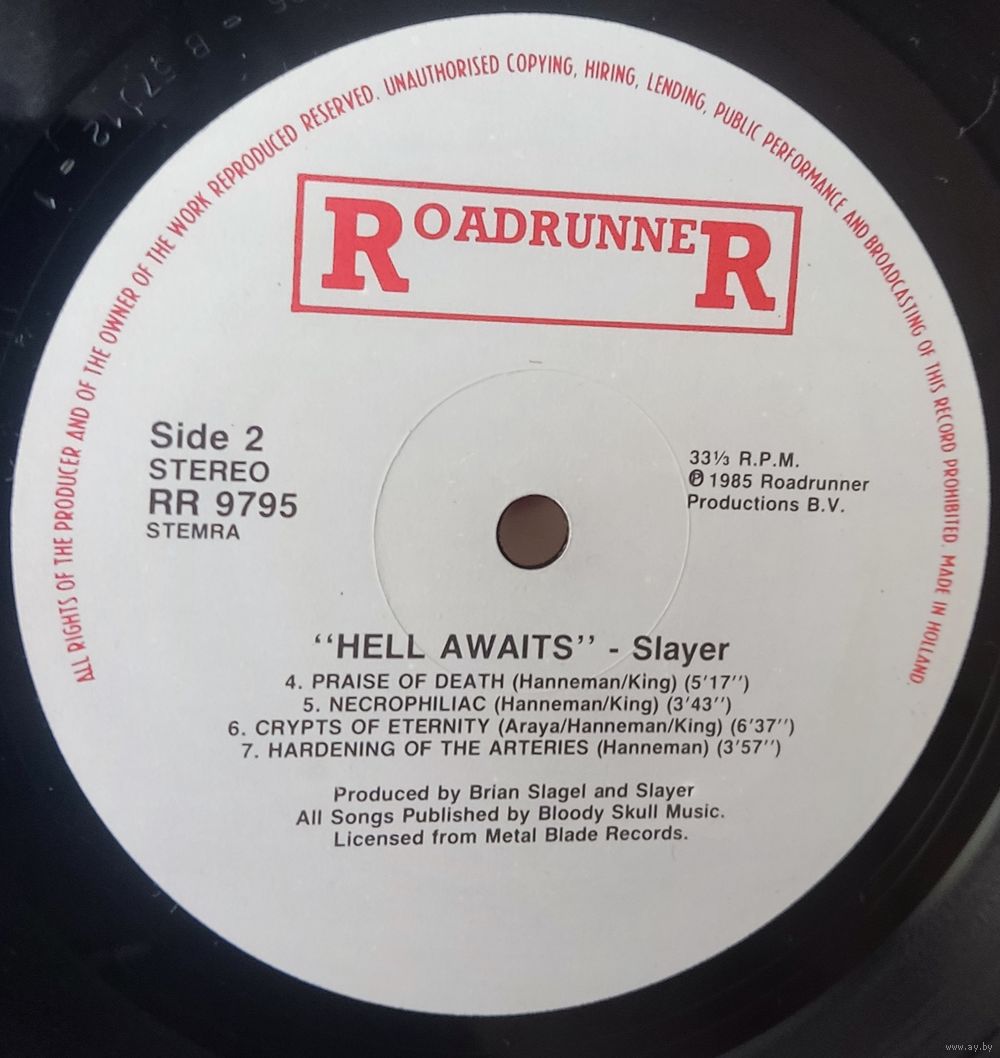 ALL RIGHTS OF THE PRODUCER AND OF THE OWNER OF THE WORK REPRODUCED RESERVED. UNAUTHORISED COPYING, HIRING, LENDING, PUBLIC PERFORMANCE AND BROADCASTING OF THIS RECORD PROHIBITED. MADE IN HOLLAND.
ROADRUNNER
Side 2
STEREO
RR 9795
STEMRA
33⅓ R.P.M.
℗ 1985 Roadrunner
Productions B.V.
“HELL AWAITS” - Slayer
4. PRAISE OF DEATH (Hanneman/King) (5'17'')
5. NECROPHILIAC (Hanneman/King) (3'43'')
6. CRYPTS OF ETERNITY (Araya/Hanneman/King) (6'37'')
7. HARDENING OF THE ARTERIES (Hanneman) (3'57'')
Produced by Brian Slagel and Slayer
All Songs Published by Bloody Skull Music.
Licensed from Metal Blade Records.
www.ay.by